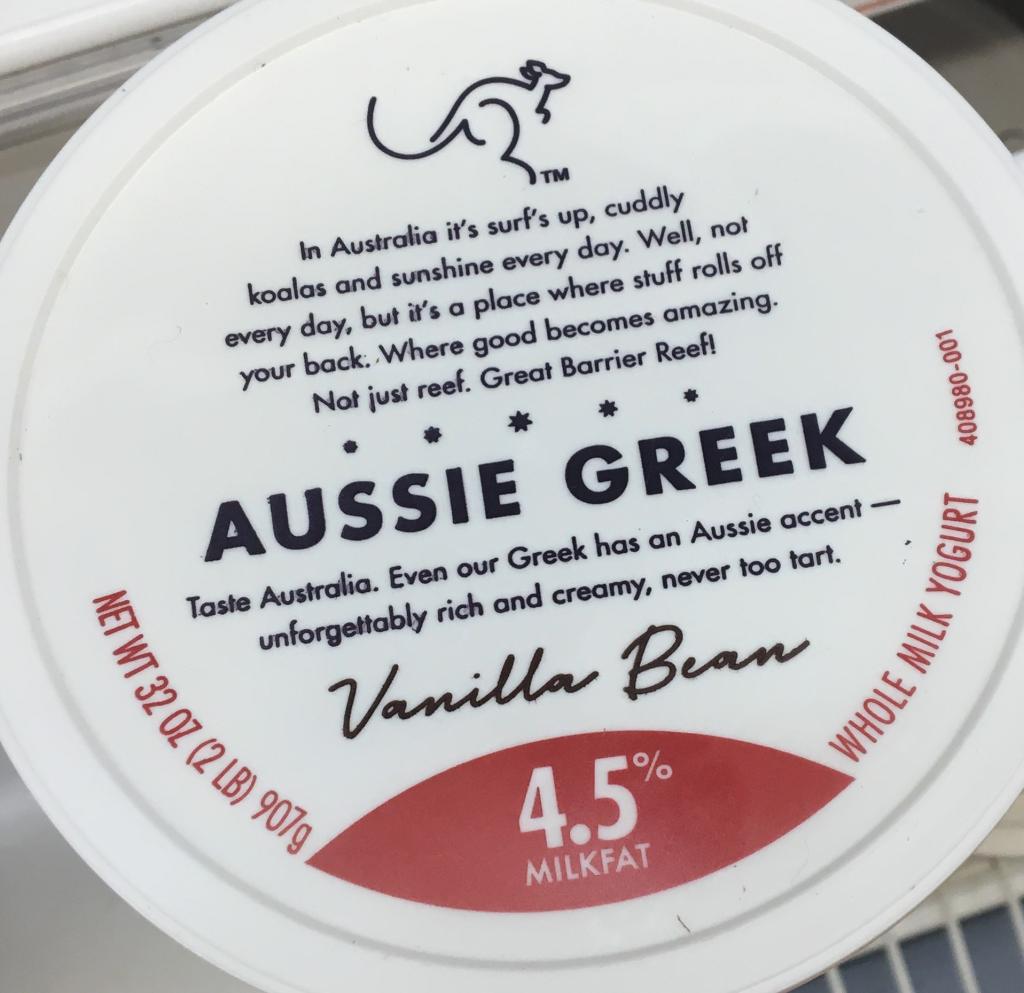 TM
In Australia it's surf's up, cuddly
koalas and sunshine every day. Well, not
every day, but it's a place where stuff rolls off
your back. Where good becomes amazing.
Not just reef. Great Barrier Reef!
AUSSIE GREEK
Taste Australia. Even our Greek has an Aussie accent —
unforgettably rich and creamy, never too tart.
Vanilla Bean
4.5%
MILKFAT
NET WT 32 OZ (2 LB) 907g
WHOLE MILK YOGURT
408980-001